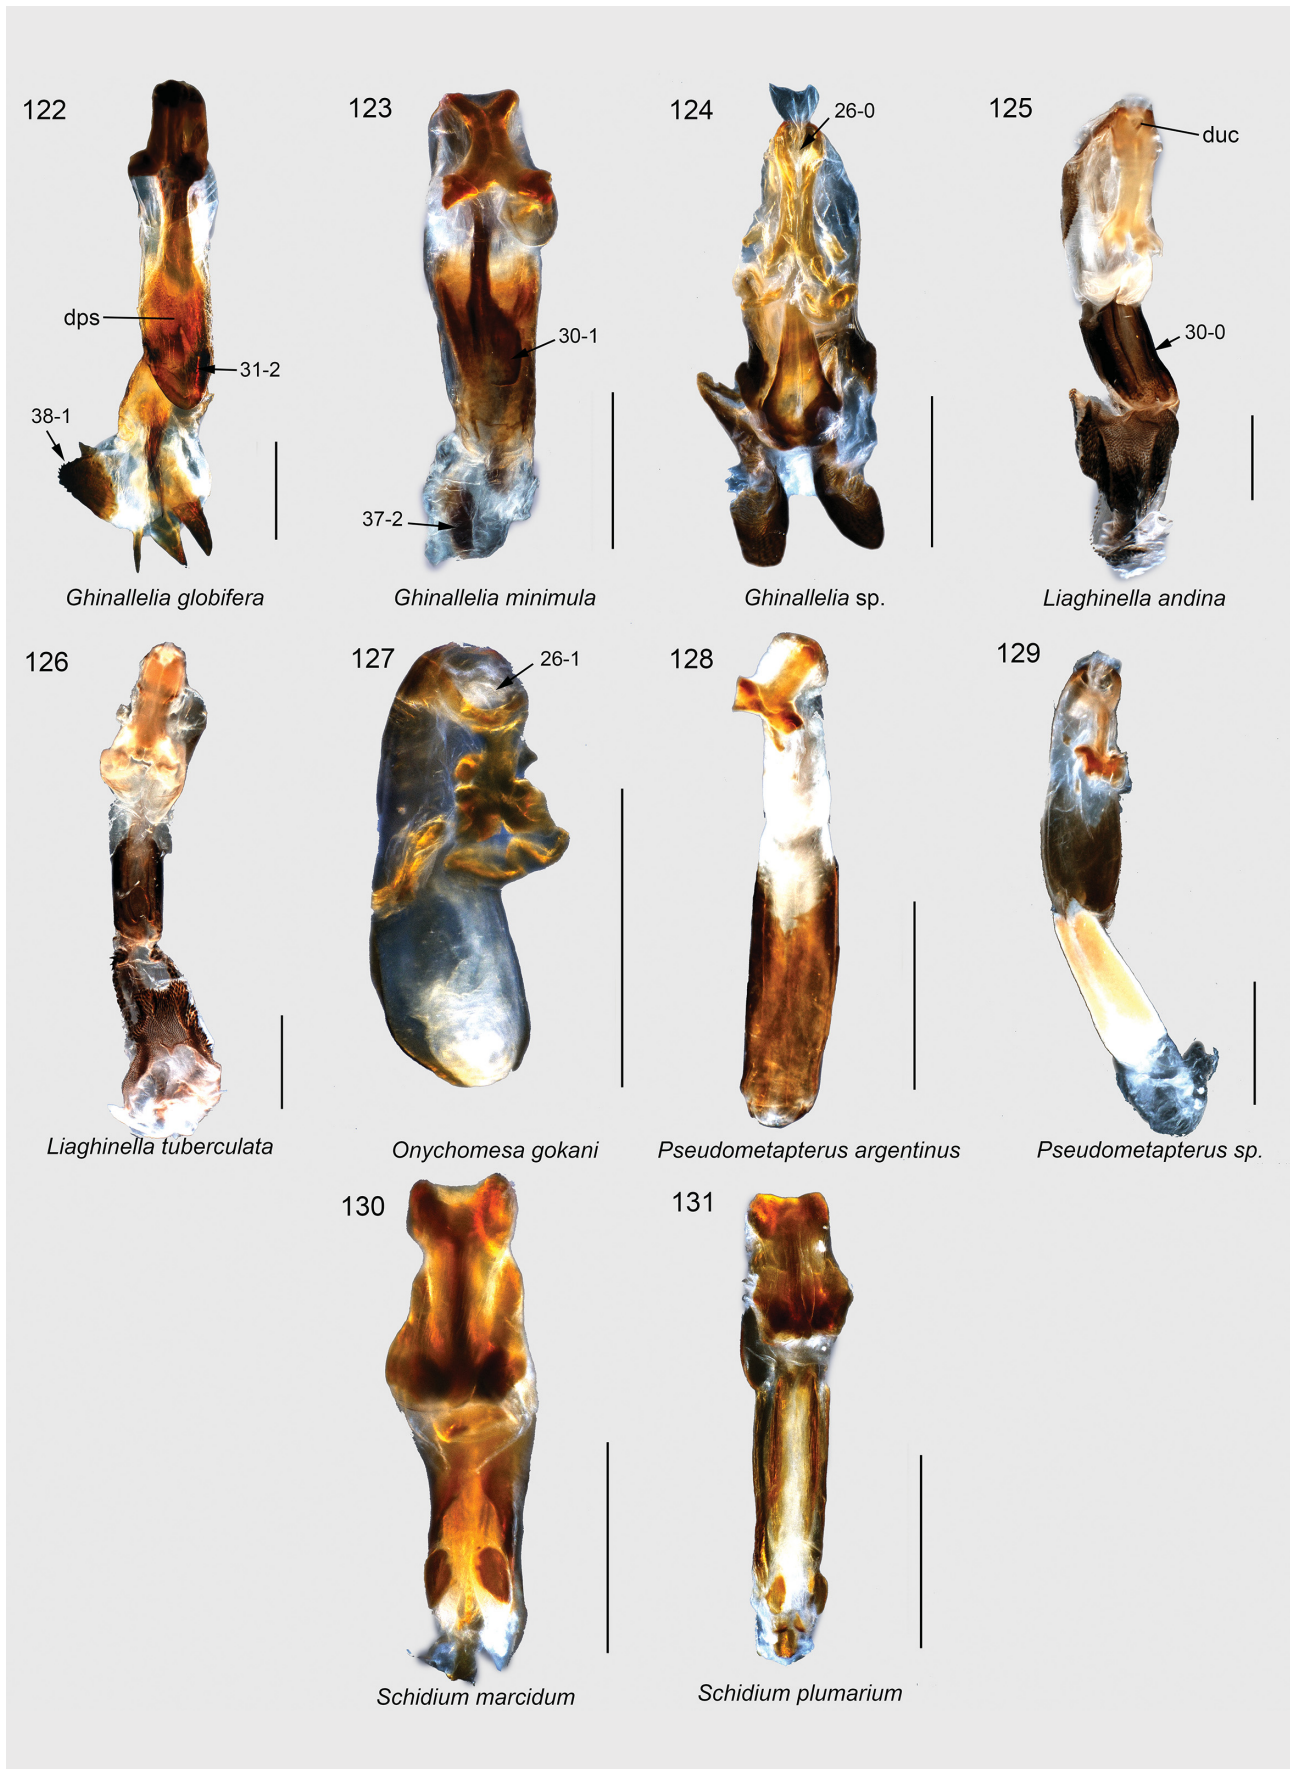 122
123
124
125
26-0
duc
dps
31-2
30-1
30-0
38-1
37-2
Ghinallelia globifera
Ghinallelia minimula
Ghinallelia sp.
Liaghinella andina
126
127
128
129
26-1
Liaghinella tuberculata
Onychomesa gokani
Pseudometapterus argentinus
Pseudometapterus sp.
130
131
Schidium marcidum
Schidium plumarium